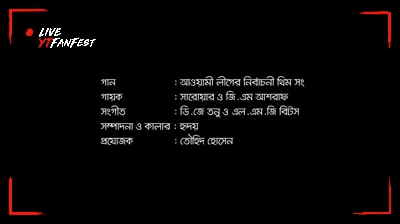 LIVE
YTFANFEST
গান : আওয়ামী লীগের নির্বাচনী থিম সং
গায়ক : সারোয়ার ও জি.এম আশরাফ
সংগীত : ডি.জে তনু ও এল.এম.জি বিটস
সম্পাদনা ও কালার : হৃদয়
প্রযোজক : তৌহিদ হোসেন